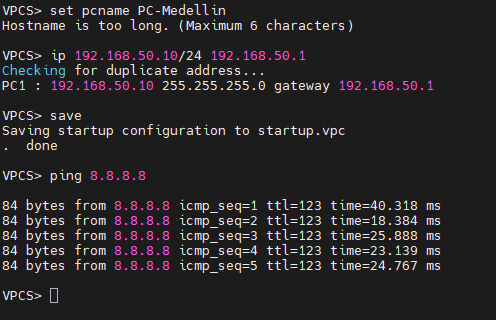 VPCS> set pcname PC-Medellin
Hostname is too long. (Maximum 6 characters)
VPCS> ip 192.168.50.10/24 192.168.50.1
Checking for duplicate address...
PC1 : 192.168.50.10 255.255.255.0 gateway 192.168.50.1
VPCS> save
Saving startup configuration to startup.vpc
.  done
VPCS> ping 8.8.8.8
84 bytes from 8.8.8.8 icmp_seq=1 ttl=123 time=40.318 ms
84 bytes from 8.8.8.8 icmp_seq=2 ttl=123 time=18.384 ms
84 bytes from 8.8.8.8 icmp_seq=3 ttl=123 time=25.888 ms
84 bytes from 8.8.8.8 icmp_seq=4 ttl=123 time=23.139 ms
84 bytes from 8.8.8.8 icmp_seq=5 ttl=123 time=24.767 ms
VPCS>